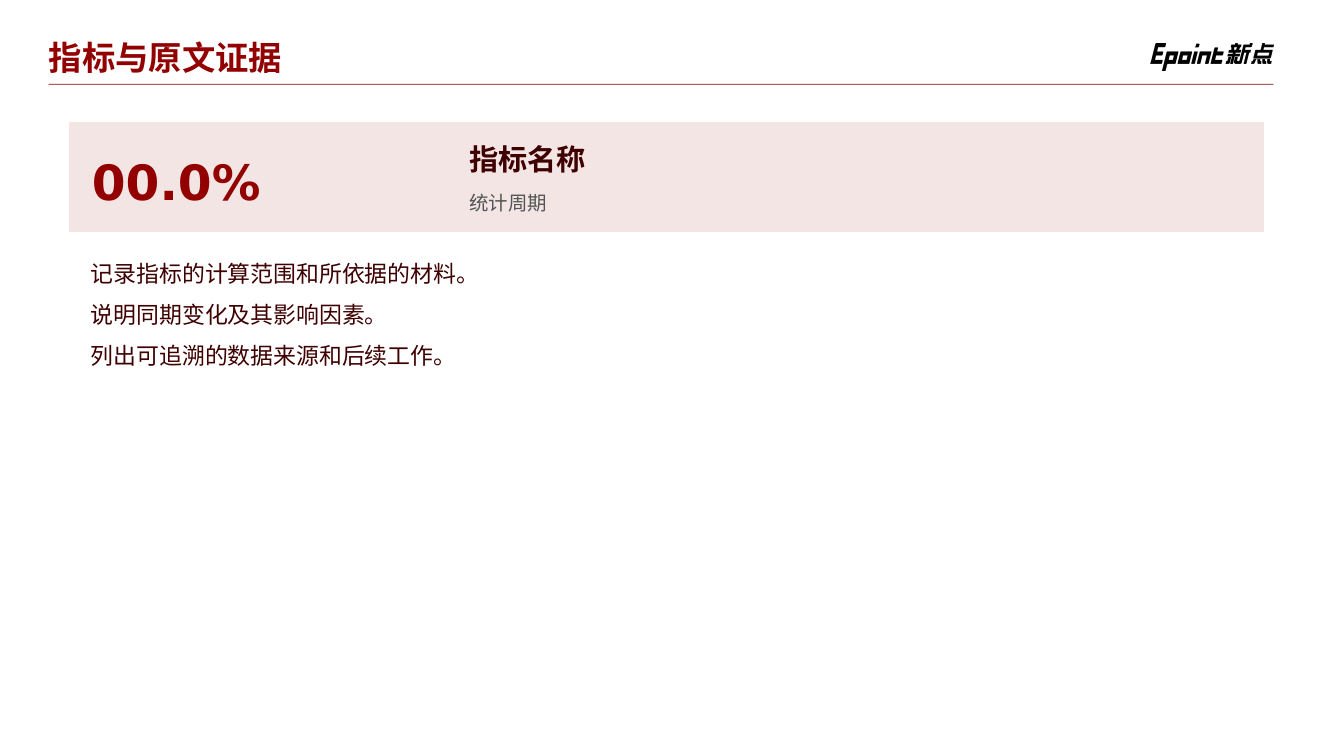 指标与原文证据
Epoint新点
00.0%
指标名称
统计周期
记录指标的计算范围和所依据的材料。
说明同期变化及其影响因素。
列出可追溯的数据来源和后续工作。